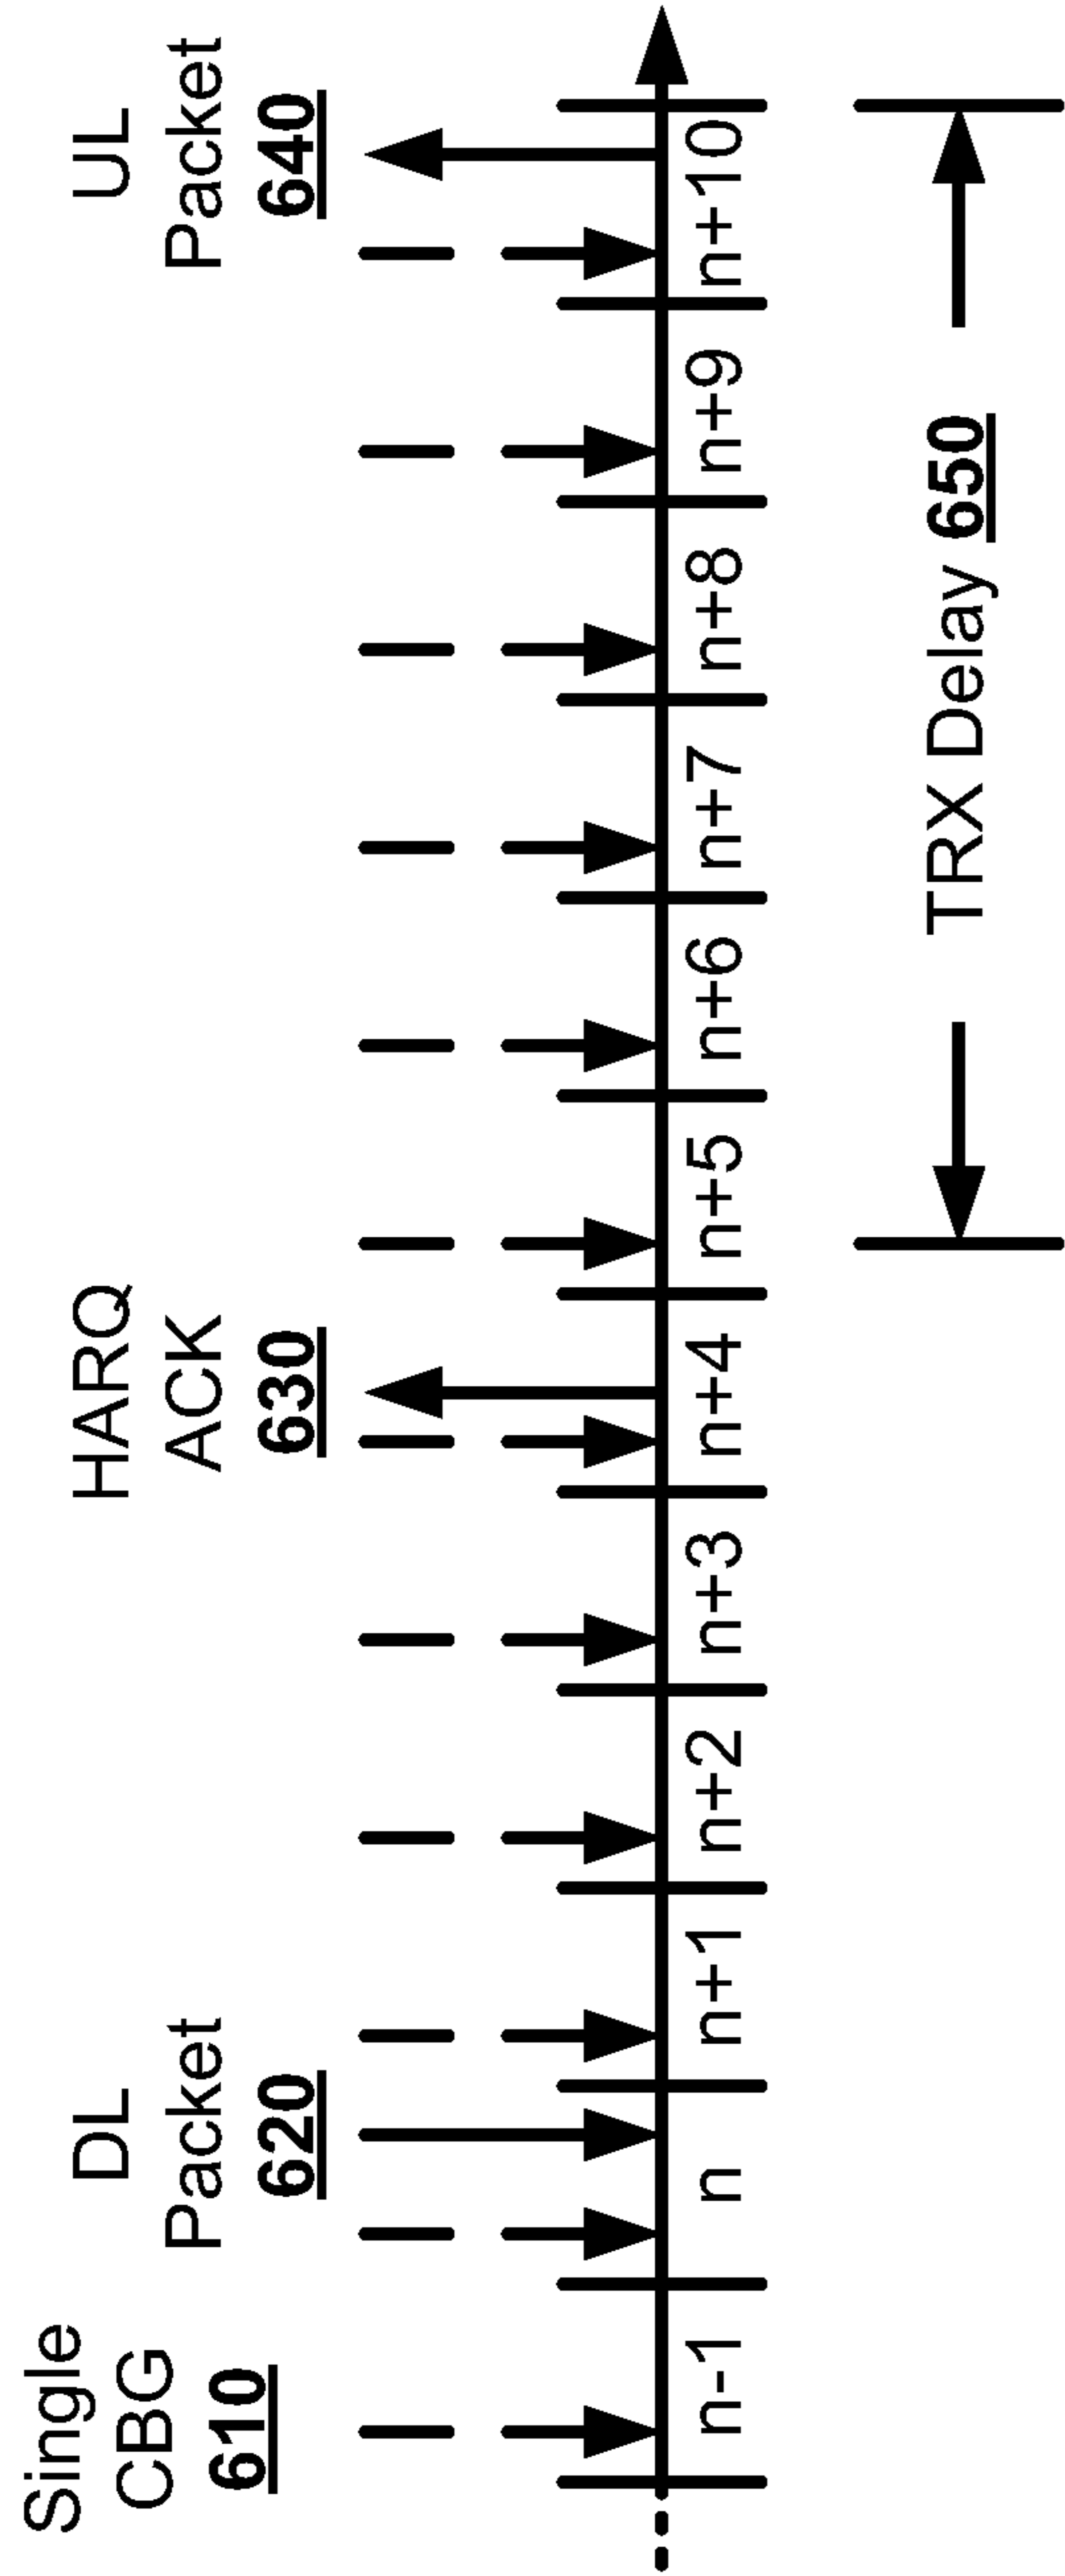 Single
CBG
610
DL
Packet
620
HARQ
ACK
630
UL
Packet
640
n-1
n
n+1
n+2
n+3
n+4
n+5
n+6
n+7
n+8
n+9
n+10
TRX Delay 650